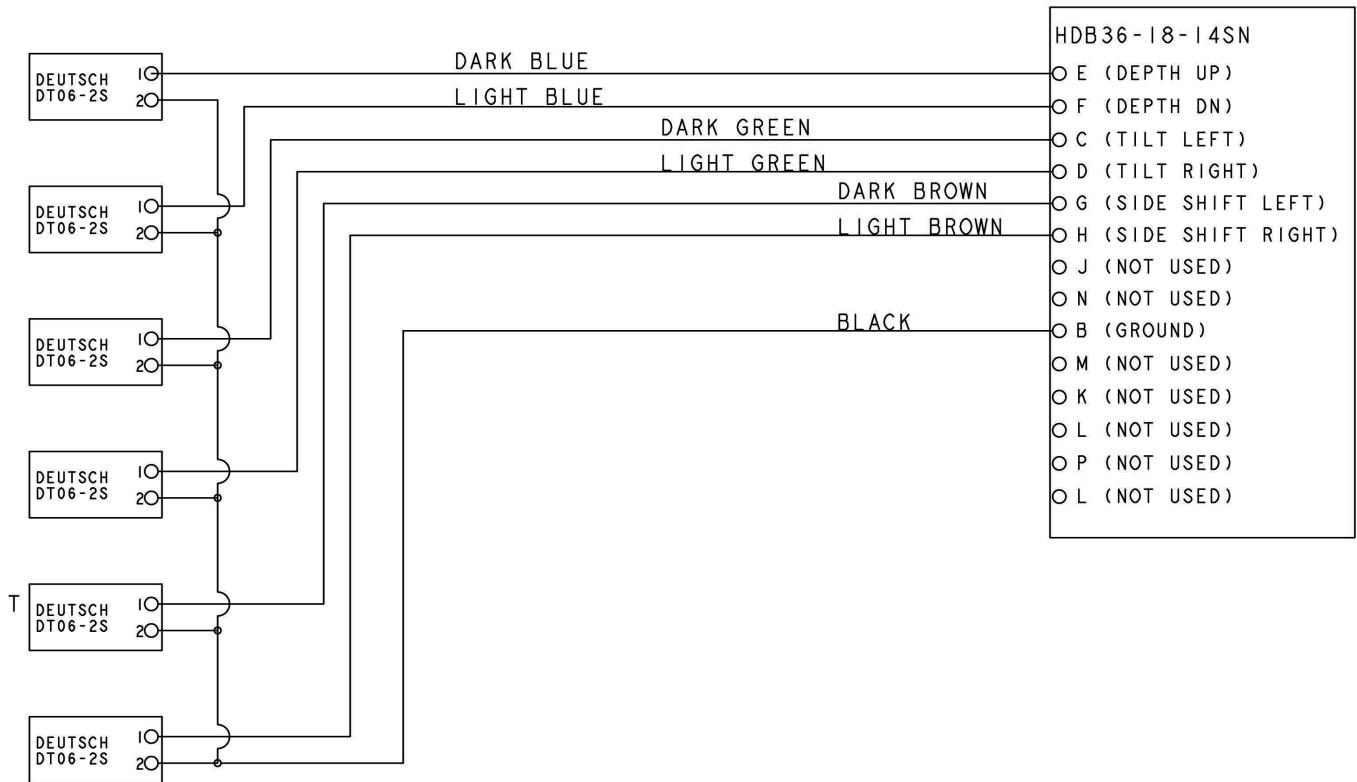 HDB36-18-14SN
DARK BLUE
E (DEPTH UP)
LIGHT BLUE
F (DEPTH DN)
DARK GREEN
C (TILT LEFT)
LIGHT GREEN
D (TILT RIGHT)
DARK BROWN
G (SIDE SHIFT LEFT)
LIGHT BROWN
H (SIDE SHIFT RIGHT)
J (NOT USED)
N (NOT USED)
BLACK
B (GROUND)
M (NOT USED)
K (NOT USED)
L (NOT USED)
P (NOT USED)
L (NOT USED)
DEUTSCH 1
DT06-2S 2
DEUTSCH 1
DT06-2S 2
DEUTSCH 1
DT06-2S 2
DEUTSCH 1
DT06-2S 2
T
DEUTSCH 1
DT06-2S 2
DEUTSCH 1
DT06-2S 2